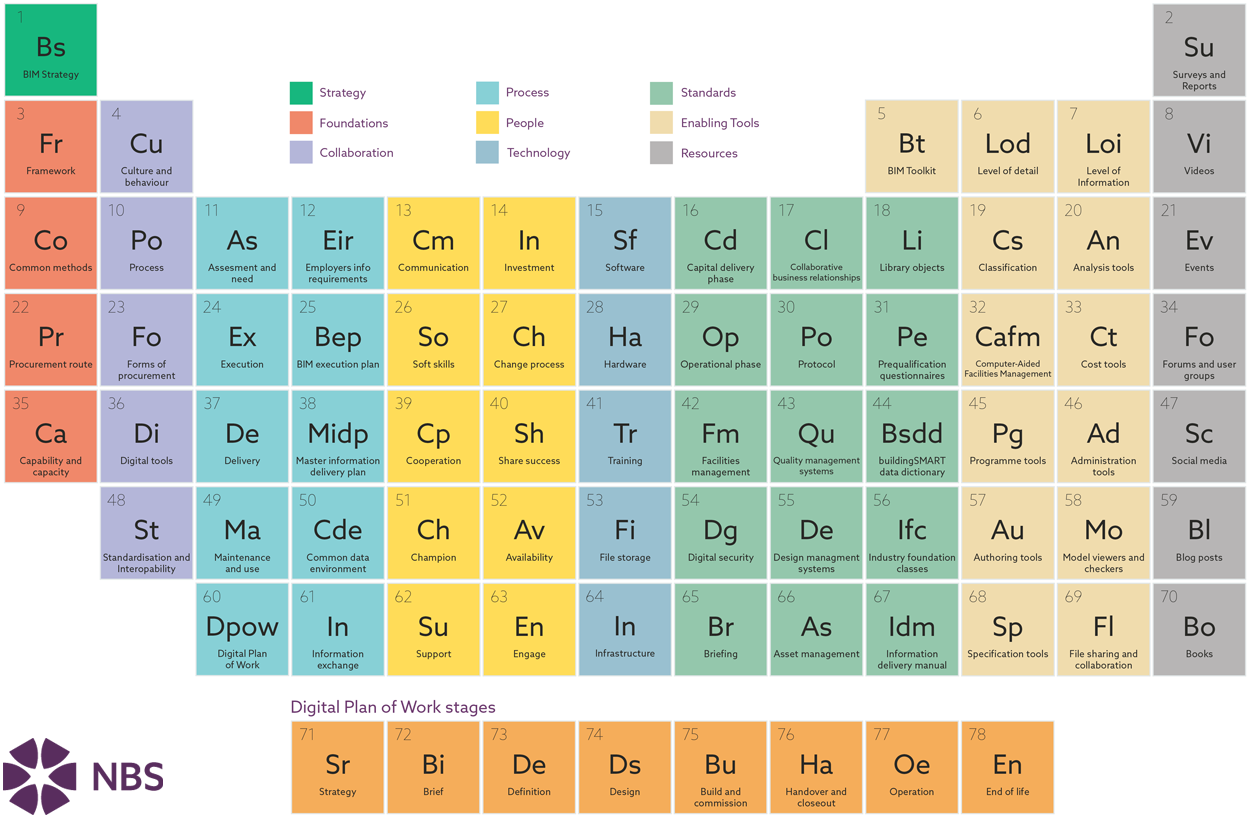 1
Bs
BIM Strategy
2
Su
Surveys and
Reports
Strategy
Process
Standards
Foundations
People
Enabling Tools
Collaboration
Technology
Resources
3
Fr
Framework
4
Cu
Culture and
behaviour
5
Bt
BIM Toolkit
6
Lod
Level of detail
7
Loi
Level of
Information
8
Vi
Videos
9
Co
Common methods
10
Po
Process
11
As
Assesment and
need
12
Eir
Employers info
requirements
13
Cm
Communication
14
In
Investment
15
Sf
Software
16
Cd
Capital delivery
phase
17
Cl
Collaborative
business relationships
18
Li
Library objects
19
Cs
Classification
20
An
Analysis tools
21
Ev
Events
22
Pr
Procurement route
23
Fo
Forms of
procurement
24
Ex
Execution
25
Bep
BIM execution plan
26
So
Soft skills
27
Ch
Change process
28
Ha
Hardware
29
Op
Operational phase
30
Po
Protocol
31
Pe
Prequalification
questionnaires
32
Cafm
Computer-Aided
Facilities Management
33
Ct
Cost tools
34
Fo
Forums and user
groups
35
Ca
Capability and
capacity
36
Di
Digital tools
37
De
Delivery
38
Midp
Master information
delivery plan
39
Cp
Cooperation
40
Sh
Share success
41
Tr
Training
42
Fm
Facilities
management
43
Qu
Quality management
systems
44
Bsdd
buildingSMART
data dictionary
45
Pg
Programme tools
46
Ad
Administration
tools
47
Sc
Social media
48
St
Standardisation and
Interopability
49
Ma
Maintenance
and use
50
Cde
Common data
environment
51
Ch
Champion
52
Av
Availability
53
Fi
File storage
54
Dg
Digital security
55
De
Design managment
systems
56
Ifc
Industry foundation
classes
57
Au
Authoring tools
58
Mo
Model viewers and
checkers
59
Bl
Blog posts
60
Dpow
Digital Plan
of Work
61
In
Information
exchange
62
Su
Support
63
En
Engage
64
In
Infrastructure
65
Br
Briefing
66
As
Asset management
67
Idm
Information
delivery manual
68
Sp
Specification tools
69
Fl
File sharing and
collaboration
70
Bo
Books
Digital Plan of Work stages
71
Sr
Strategy
72
Bi
Brief
73
De
Definition
74
Ds
Design
75
Bu
Build and
commission
76
Ha
Handover and
closeout
77
Oe
Operation
78
En
End of life
NBS